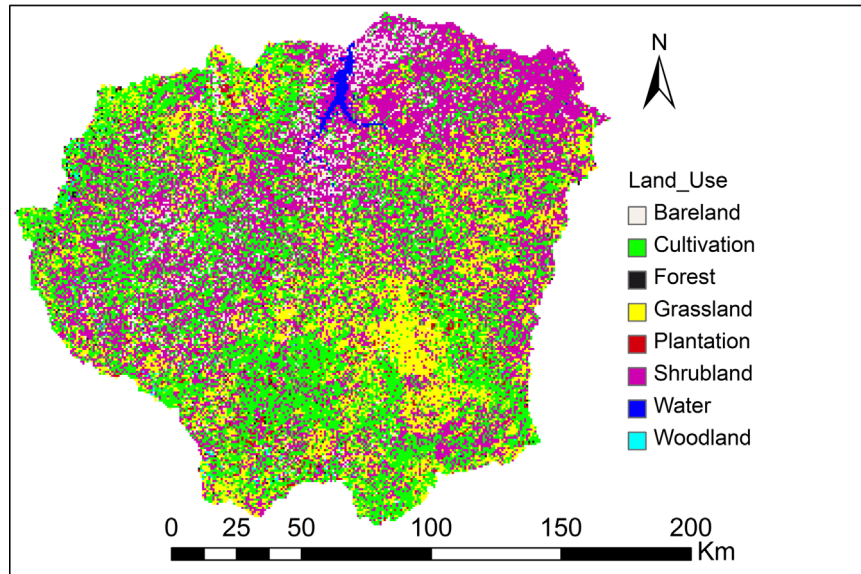 N
Land_Use
Bareland
Cultivation
Forest
Grassland
Plantation
Shrubland
Water
Woodland
0 25 50 100 150 200
Km